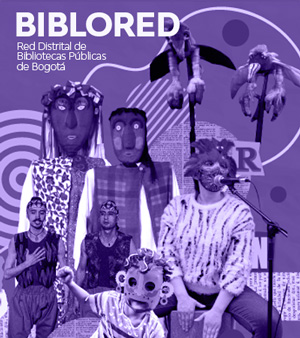 BIBLORED
Red Distrital de
Bibliotecas Públicas
de Bogotá
R
N